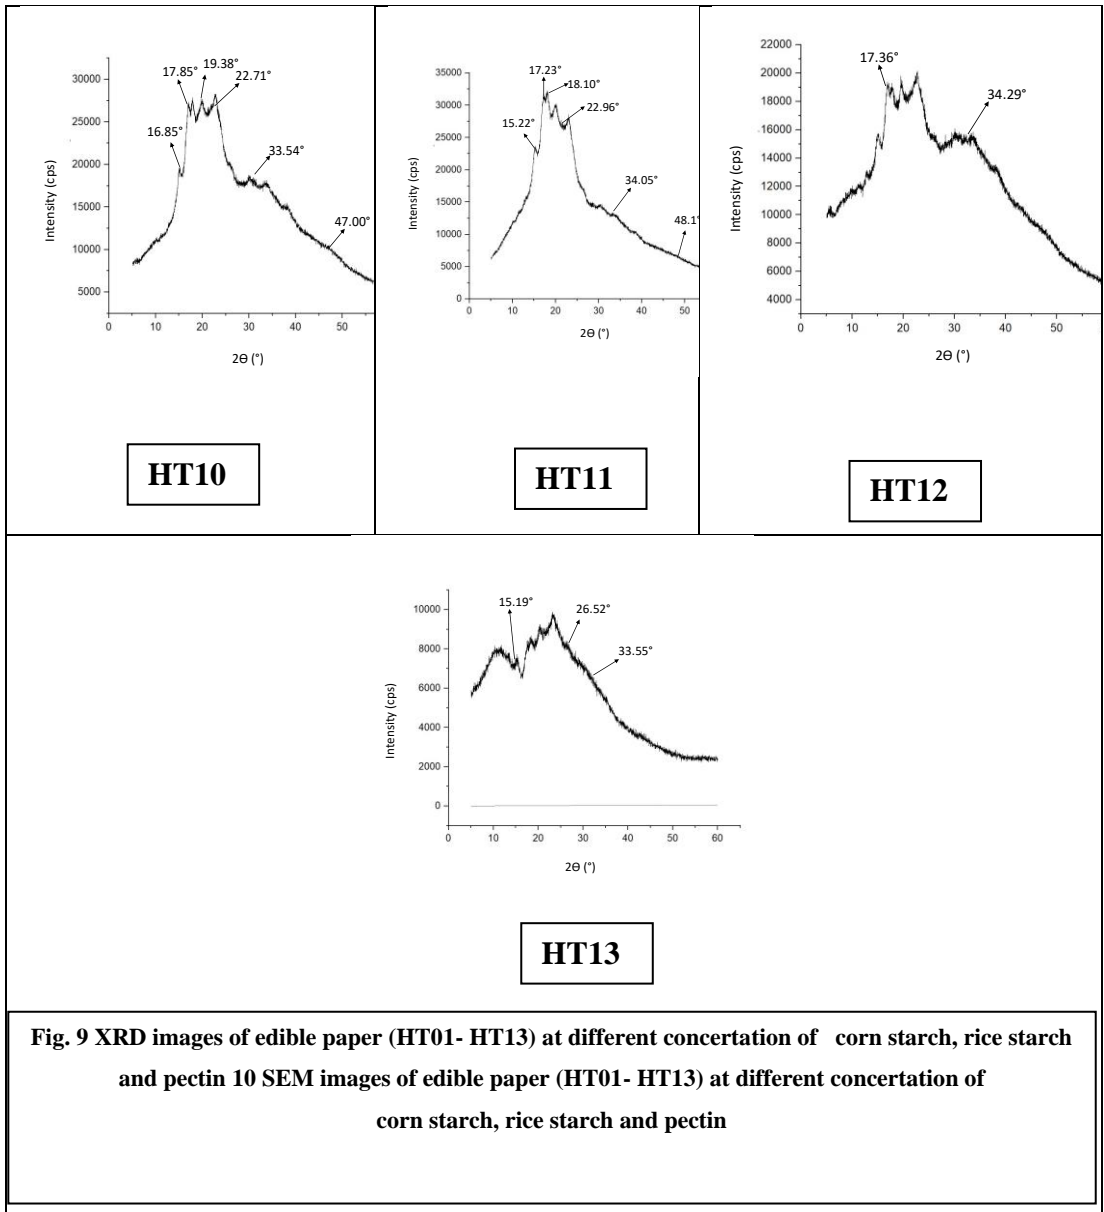 17.85°
19.38°
22.71°
16.85°
33.54°
47.00°
30000
25000
20000
15000
10000
5000
Intensity (cps)
0 10 20 30 40 50
2Ɵ (°)
HT10
17.23°
18.10°
22.96°
15.22°
34.05°
48.1°
35000
30000
25000
20000
15000
10000
5000
0
Intensity (cps)
0 10 20 30 40 50
2Ɵ (°)
HT11
17.36°
34.29°
22000
20000
18000
16000
14000
12000
10000
8000
6000
4000
Intensity (cps)
0 10 20 30 40 50
2Ɵ (°)
HT12
15.19°
26.52°
33.55°
10000
8000
6000
4000
2000
0
Intensity (cps)
0 10 20 30 40 50 60
2Ɵ (°)
HT13
Fig. 9 XRD images of edible paper (HT01- HT13) at different concertation of corn starch, rice starch
and pectin 10 SEM images of edible paper (HT01- HT13) at different concertation of
corn starch, rice starch and pectin